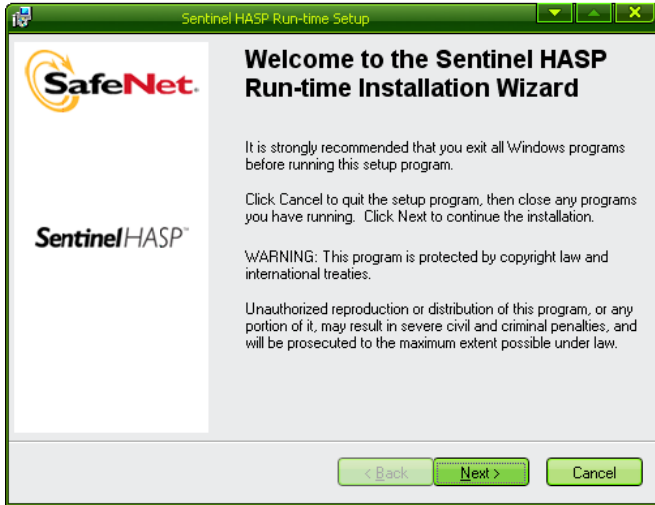 Sentinel HASP Run-time Setup
SafeNet.
Welcome to the Sentinel HASP
Run-time Installation Wizard
It is strongly recommended that you exit all Windows programs
before running this setup program.
Click Cancel to quit the setup program, then close any programs
you have running. Click Next to continue the installation.
SentinelHASP™
WARNING: This program is protected by copyright law and
international treaties.
Unauthorized reproduction or distribution of this program, or any
portion of it, may result in severe civil and criminal penalties, and
will be prosecuted to the maximum extent possible under law.
< Back
Next >
Cancel